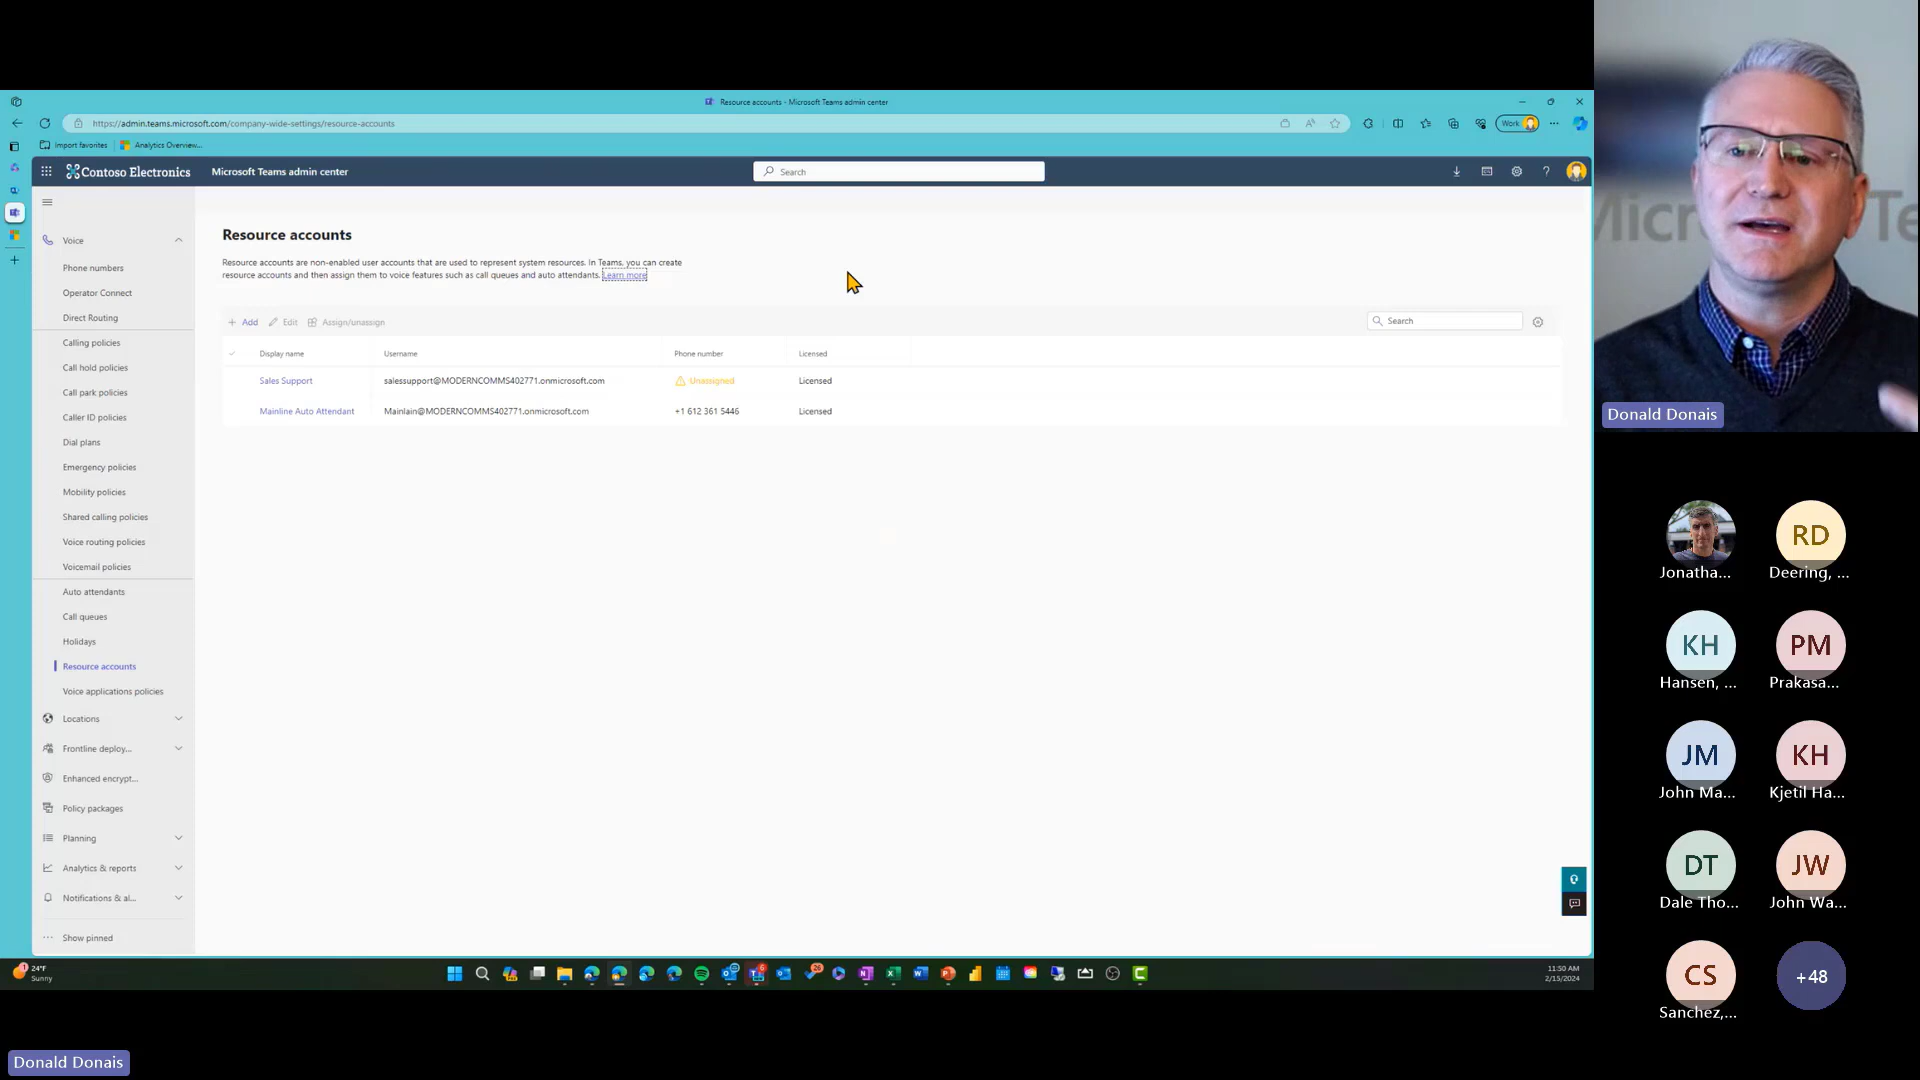 Resource accounts - Microsoft Teams admin center
https://admin.teams.microsoft.com/company-wide-settings/resource-accounts
Work
Import favorites
Analytics Overview...
Contoso Electronics
Microsoft Teams admin center
Search
Voice
Phone numbers
Operator Connect
Direct Routing
Calling policies
Call hold policies
Call park policies
Caller ID policies
Dial plans
Emergency policies
Mobility policies
Shared calling policies
Voice routing policies
Voicemail policies
Auto attendants
Call queues
Holidays
Resource accounts
Voice applications policies
Locations
Frontline deploy...
Enhanced encrypt...
Policy packages
Planning
Analytics & reports
Notifications & al...
Show pinned
Resource accounts
Resource accounts are non-enabled user accounts that are used to represent system resources. In Teams, you can create
resource accounts and then assign them to voice features such as call queues and auto attendants. Learn more
Add
Edit
Assign/unassign
Search
Display name Username Phone number Licensed
Sales Support salessupport@MODERNCOMMS402771.onmicrosoft.com Unassigned Licensed
Mainline Auto Attendant Mainlain@MODERNCOMMS402771.onmicrosoft.com +1 612 361 5446 Licensed
24°F
Sunny
11:50 AM
2/15/2024
Donald Donais
Micr
Te
Donald Donais
Jonatha...
RD
Deering, ...
KH
Hansen, ...
PM
Prakasa...
JM
John Ma...
KH
Kjetil Ha...
DT
Dale Tho...
JW
John Wa...
CS
Sanchez,...
+48